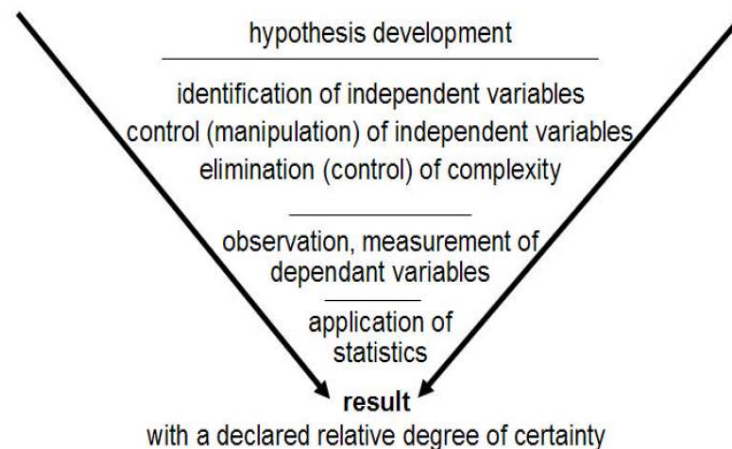 hypothesis development
identification of independent variables
control (manipulation) of independent variables
elimination (control) of complexity
observation, measurement of
dependant variables
application of
statistics
result
with a declared relative degree of certainty